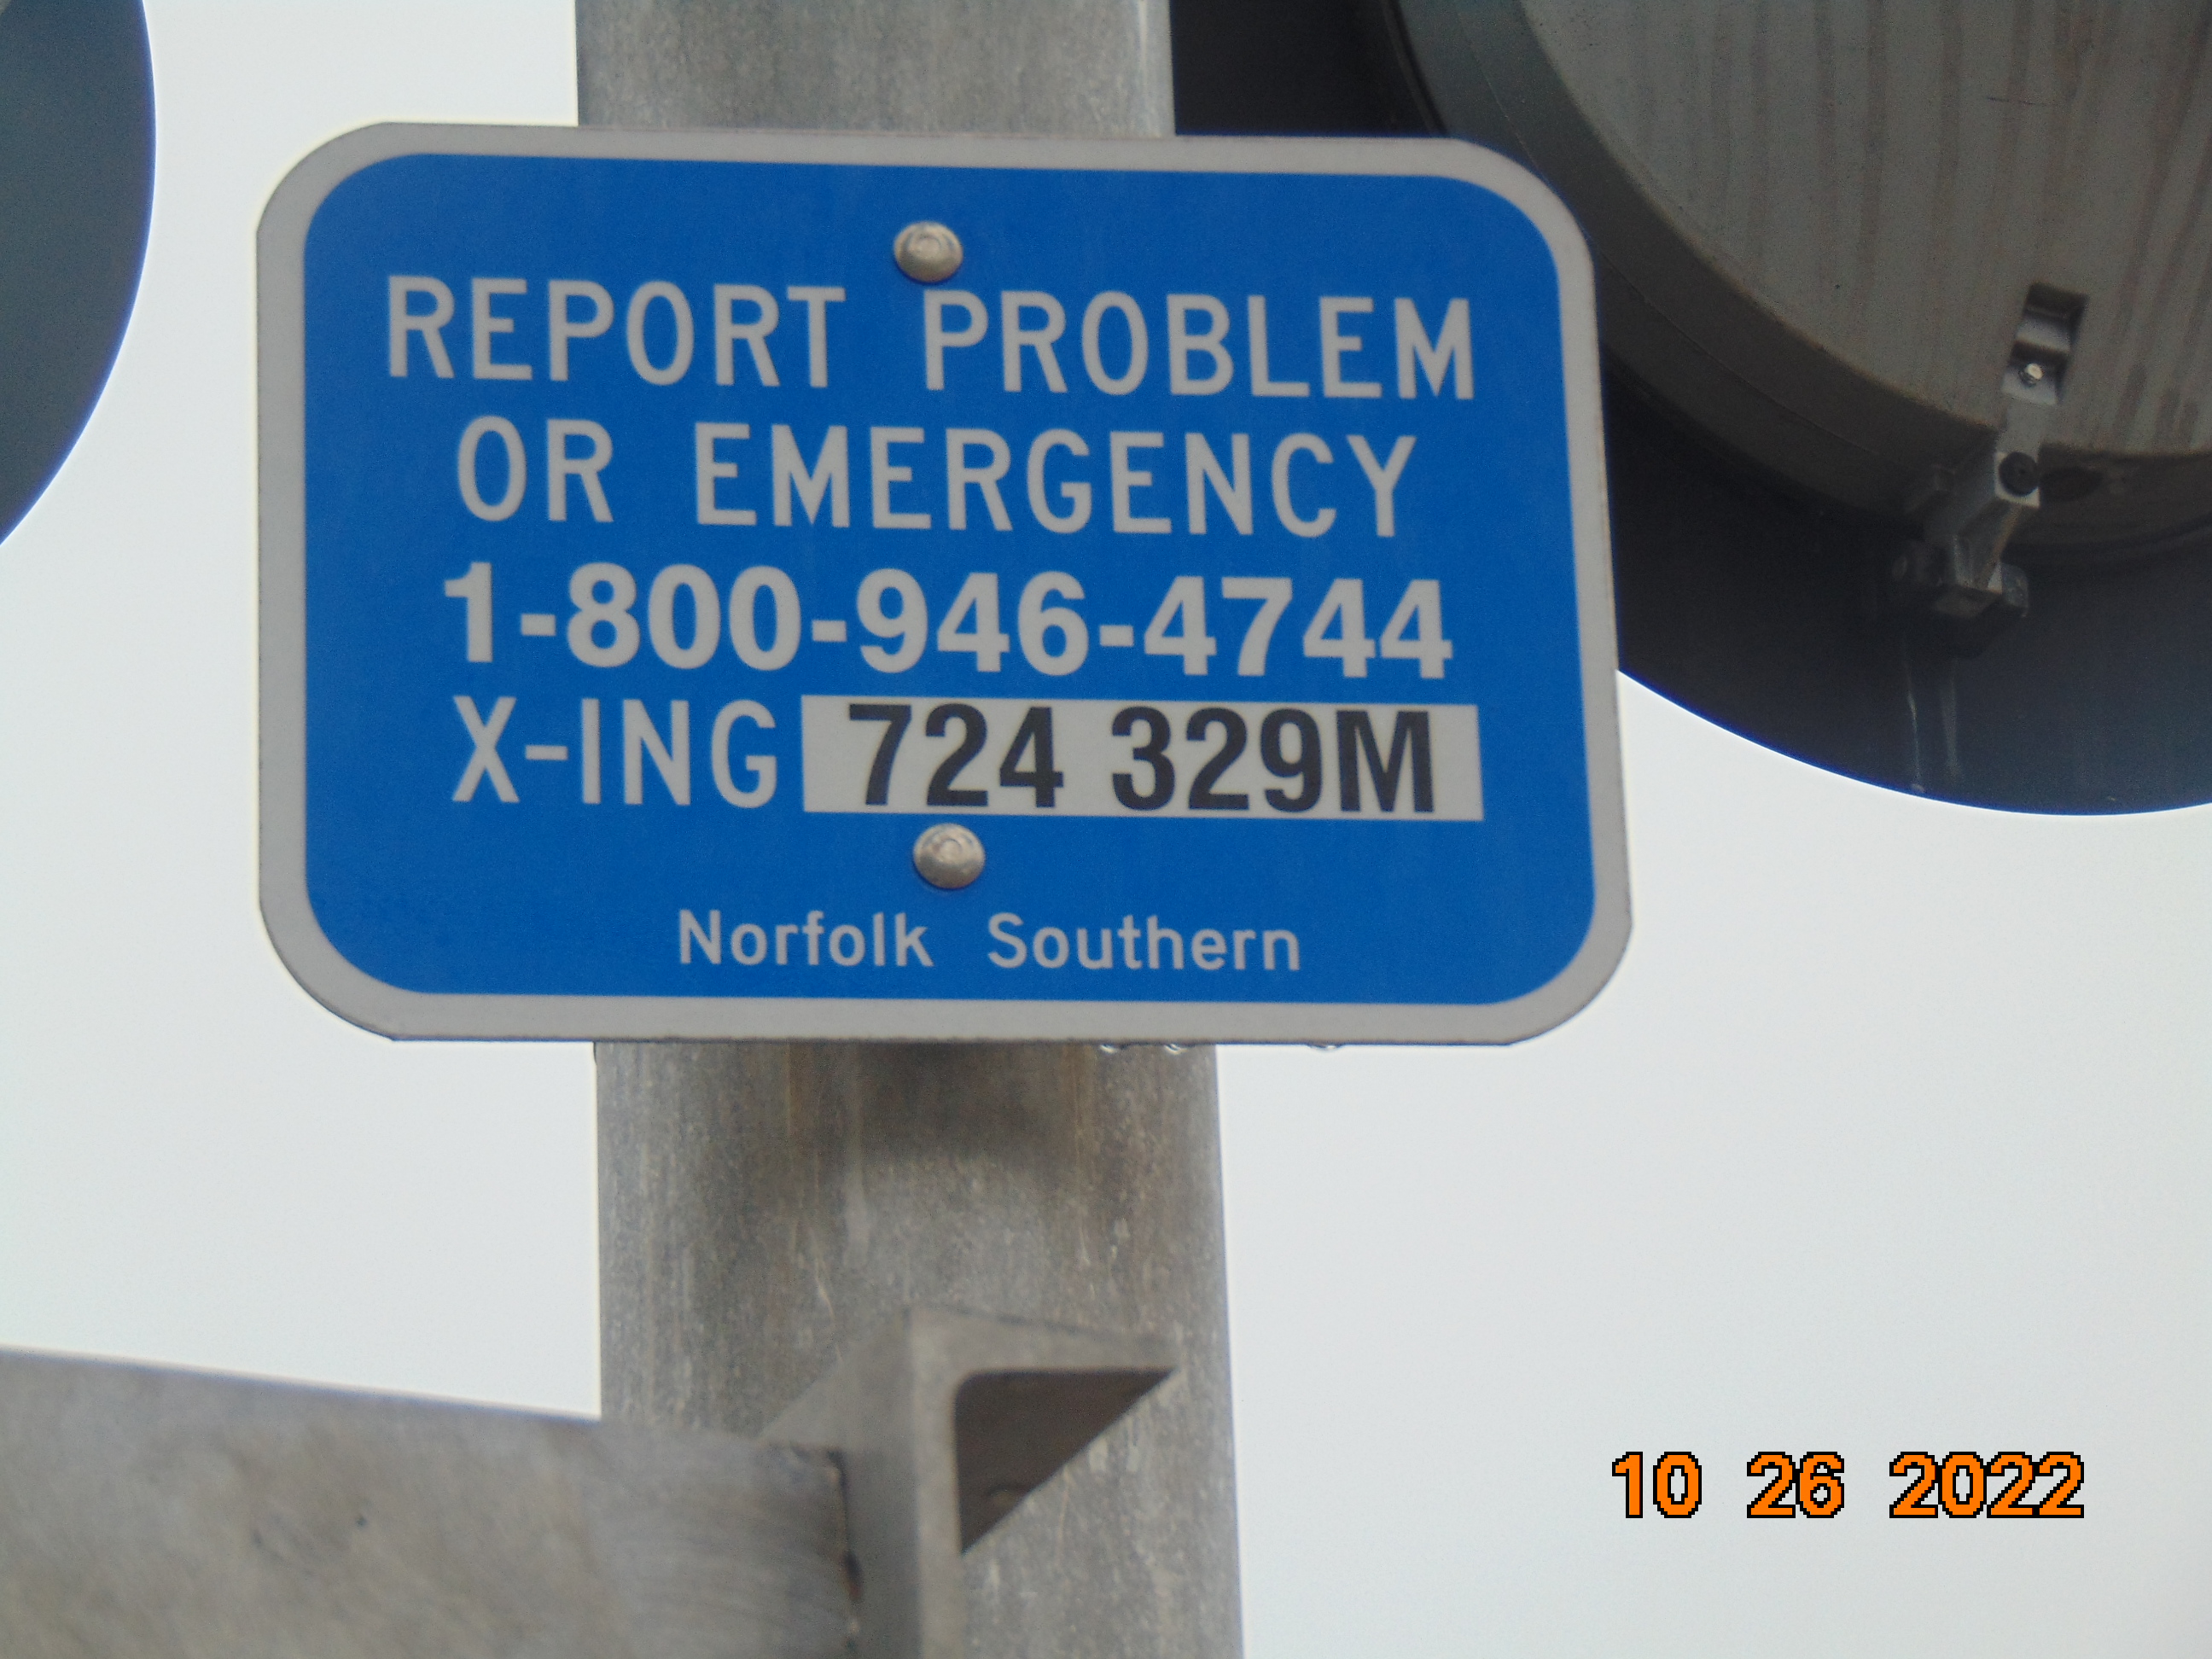 REPORT PROBLEM
OR EMERGENCY
1-800-946-4744
X-ING 724 329M
Norfolk Southern
10 26 2022